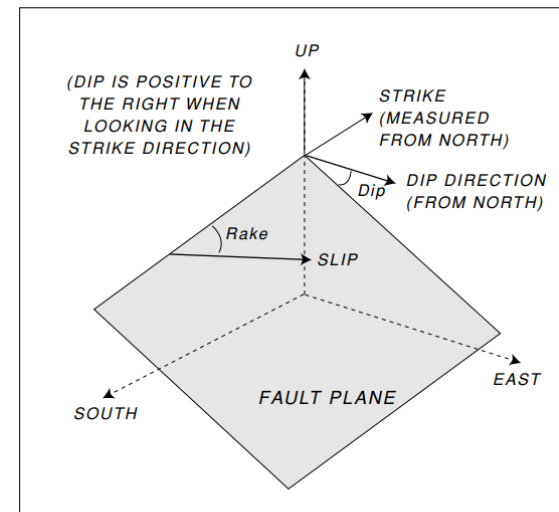 UP
(DIP IS POSITIVE TO
THE RIGHT WHEN
LOOKING IN THE
STRIKE DIRECTION)
STRIKE
(MEASURED
FROM NORTH)
Dip
DIP DIRECTION
(FROM NORTH)
Rake
SLIP
EAST
SOUTH
FAULT PLANE